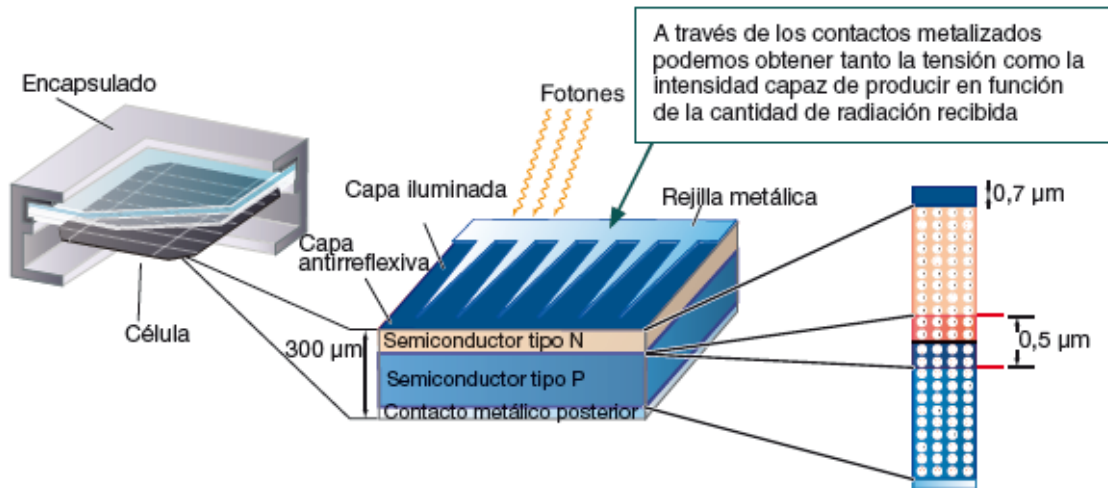 A través de los contactos metalizados
podemos obtener tanto la tensión como la
intensidad capaz de producir en función
de la cantidad de radiación recibida
Encapsulado
Fotones
Capa iluminada
Rejilla metálica
0,7 µm
Capa
antirreflexiva
Célula
300 µm
Semiconductor tipo N
0,5 µm
Semiconductor tipo P
Contacto metálico posterior